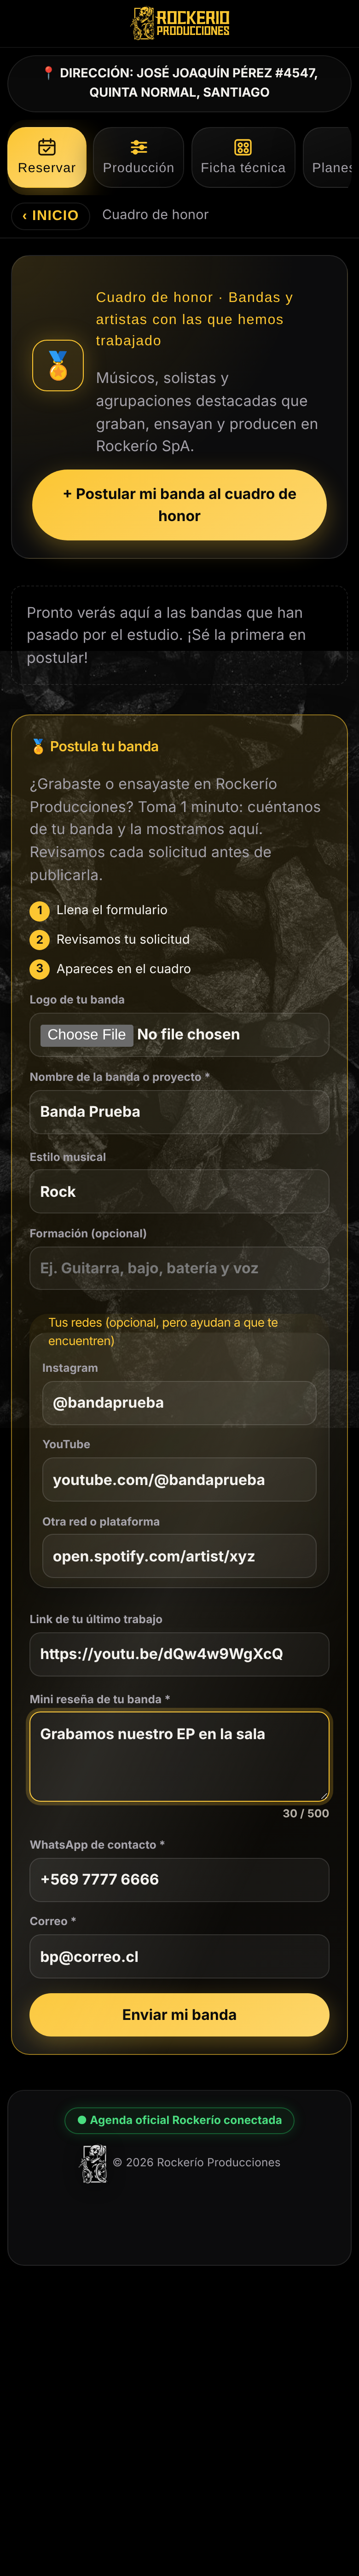 ROCKERIO
PRODUCCIONES
📍 DIRECCIÓN: JOSÉ JOAQUÍN PÉREZ #4547,
QUINTA NORMAL, SANTIAGO
Reservar
Producción
Ficha técnica
Planes
‹ INICIO
Cuadro de honor
Cuadro de honor · Bandas y
artistas con las que hemos
trabajado
Músicos, solistas y
agrupaciones destacadas que
graban, ensayan y producen en
Rockerío SpA.
+ Postular mi banda al cuadro de
honor
Pronto verás aquí a las bandas que han
pasado por el estudio. ¡Sé la primera en
postular!
🏅 Postula tu banda
¿Grabaste o ensayaste en Rockerío
Producciones? Toma 1 minuto: cuéntanos
de tu banda y la mostramos aquí.
Revisamos cada solicitud antes de
publicarla.
1 Llena el formulario
2 Revisamos tu solicitud
3 Apareces en el cuadro
Logo de tu banda
Choose File No file chosen
Nombre de la banda o proyecto *
Banda Prueba
Estilo musical
Rock
Formación (opcional)
Ej. Guitarra, bajo, batería y voz
Tus redes (opcional, pero ayudan a que te
encuentren)
Instagram
@bandaprueba
YouTube
youtube.com/@bandaprueba
Otra red o plataforma
open.spotify.com/artist/xyz
Link de tu último trabajo
https://youtu.be/dQw4w9WgXcQ
Mini reseña de tu banda *
Grabamos nuestro EP en la sala
30 / 500
WhatsApp de contacto *
+569 7777 6666
Correo *
bp@correo.cl
Enviar mi banda
● Agenda oficial Rockerío conectada
© 2026 Rockerío Producciones